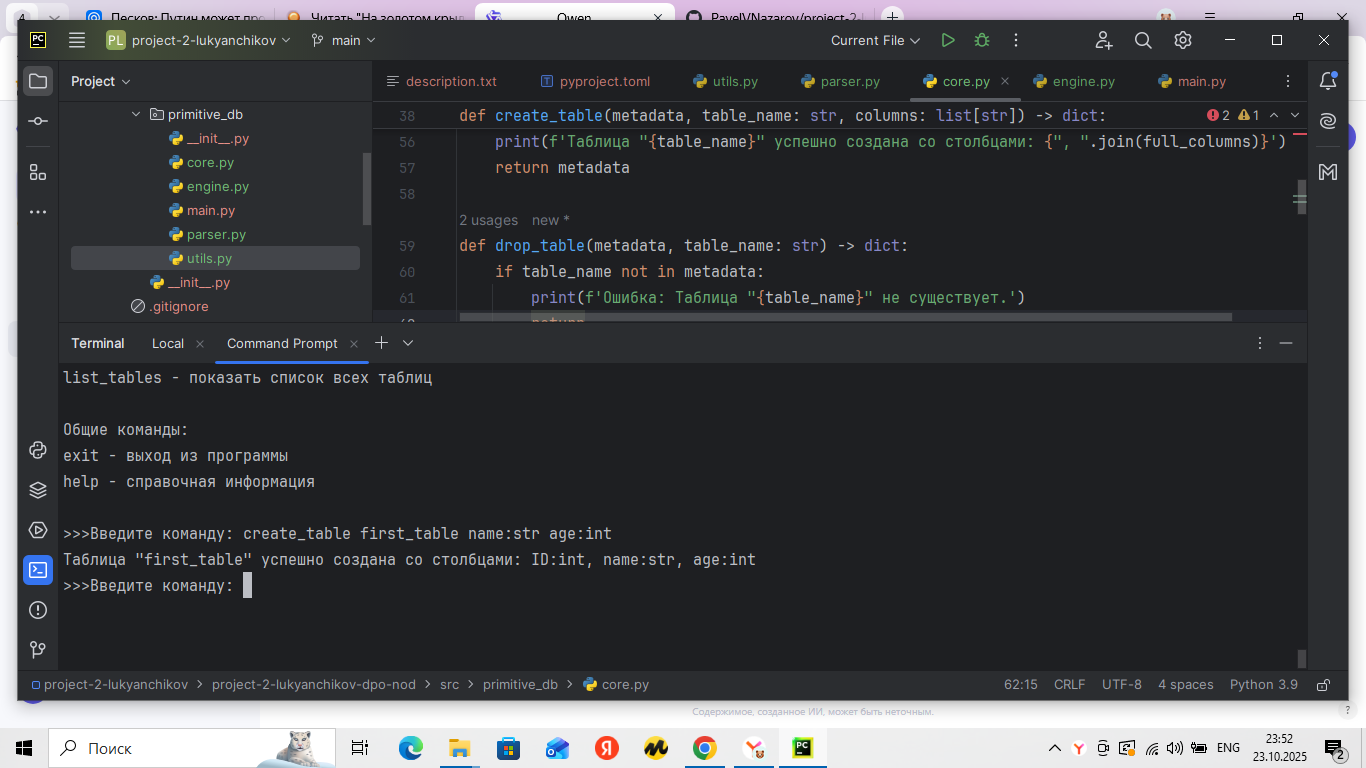 4
Песков: Путин может про
Читать "На золотом крыл
Qwen
PavelVNazarov/project-2-l
PC
PL project-2-lukyanchikov
main
Current File
Project
description.txt
pyproject.toml
utils.py
parser.py
core.py
engine.py
main.py
primitive_db
__init__.py
core.py
engine.py
main.py
parser.py
utils.py
__init__.py
.gitignore
38 def create_table(metadata, table_name: str, columns: list[str]) -> dict:
2 1
56 print(f'Таблица "{table_name}" успешно создана со столбцами: {", ".join(full_columns)}')
57 return metadata
58
2 usages new *
59 def drop_table(metadata, table_name: str) -> dict:
60 if table_name not in metadata:
61 print(f'Ошибка: Таблица "{table_name}" не существует.')
62 return
Terminal
Local
Command Prompt
list_tables - показать список всех таблиц
Общие команды:
exit - выход из программы
help - справочная информация
>>>Введите команду: create_table first_table name:str age:int
Таблица "first_table" успешно создана со столбцами: ID:int, name:str, age:int
>>>Введите команду:
project-2-lukyanchikov > project-2-lukyanchikov-dpo-nod > src > primitive_db > core.py
62:15 CRLF UTF-8 4 spaces Python 3.9
Содержимое, созданное ИИ, может быть неточным.
?
Поиск
Я
PC
Y
ENG
23:52
23.10.2025
2